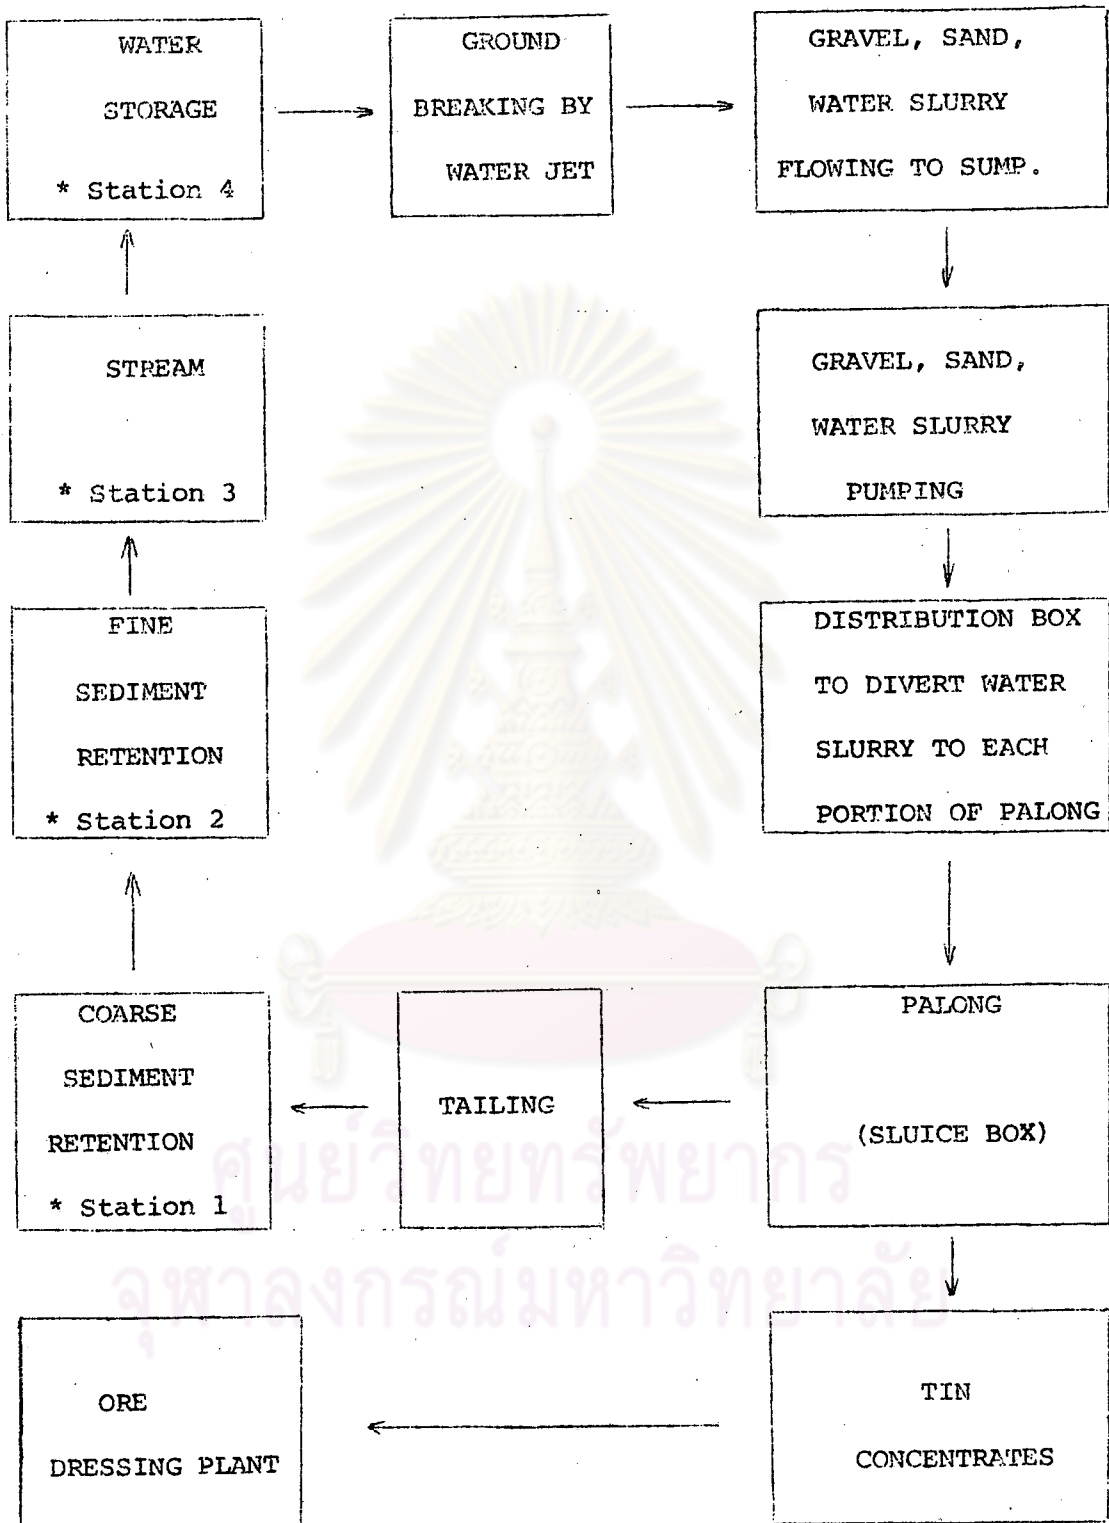 WATER
STORAGE
* Station 4
GROUND
BREAKING BY
WATER JET
GRAVEL, SAND,
WATER SLURRY
FLOWING TO SUMP.
STREAM
* Station 3
GRAVEL, SAND,
WATER SLURRY
PUMPING
FINE
SEDIMENT
RETENTION
* Station 2
DISTRIBUTION BOX
TO DIVERT WATER
SLURRY TO EACH
PORTION OF PALONG
COARSE
SEDIMENT
RETENTION
* Station 1
TAILING
PALONG
(SLUICE BOX)
ศูนย์วิทยทรัพยากร
จุฬาลงกรณ์มหาวิทยาลัย
ORE
DRESSING PLANT
TIN
CONCENTRATES